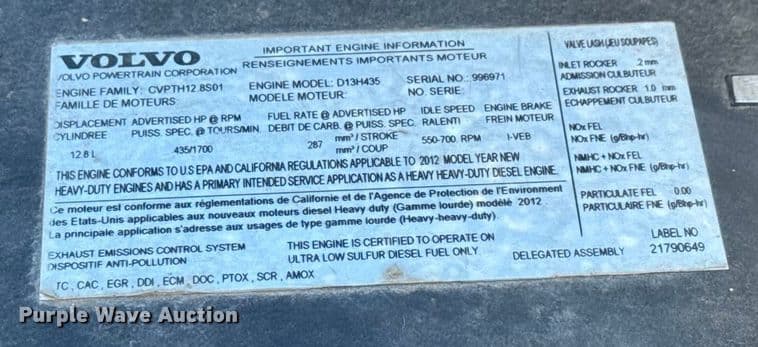 VOLVO
VOLVO POWERTRAIN CORPORATION
IMPORTANT ENGINE INFORMATION
RENSEIGNEMENTS IMPORTANTS MOTEUR
ENGINE FAMILY: CVPTH12.8S01
FAMILLE DE MOTEURS:
ENGINE MODEL: D13H435
MODELE MOTEUR:
SERIAL NO.:996971
NO. SERIE:
DISPLACEMENT
CYLINDREE
12.8 L
ADVERTISED HP @ RPM
PUISS. SPEC. @ TOURS/MIN.
435/1700
FUEL RATE @ ADVERTISED HP
DEBIT DE CARB. @ PUISS. SPEC.
287 mm³/ STROKE
mm³/ COUP
IDLE SPEED
RALENTI
550-700 RPM
ENGINE BRAKE
FREIN MOTEUR
I-VEB
THIS ENGINE CONFORMS TO U S EPA AND CALIFORNIA REGULATIONS APPLICABLE TO 2012 MODEL YEAR NEW
HEAVY-DUTY ENGINES AND HAS A PRIMARY INTENDED SERVICE APPLICATION AS A HEAVY HEAVY-DUTY DIESEL ENGINE.
Ce moteur est conforme aux réglementations de Californie et de l'Agence de Protection de l'Environment
des Etats-Unis applicables aux nouveaux moteurs diesel Heavy duty (Gamme lourde) modélé 2012 .
La principale application s'adresse aux usages de type gamme lourde (Heavy-heavy-duty).
EXHAUST EMISSIONS CONTROL SYSTEM
DISPOSITIF ANTI-POLLUTION
TC , CAC , EGR , DDI , ECM , DOC , PTOX , SCR , AMOX
THIS ENGINE IS CERTIFIED TO OPERATE ON
ULTRA LOW SULFUR DIESEL FUEL ONLY.
DELEGATED ASSEMBLY
VALVE LASH (JEU SOUPAPES)
INLET ROCKER .2 mm
ADMISSION CULBUTEUR
EXHAUST ROCKER 1.0 mm
ECHAPPEMENT CULBUTEUR
NOx FEL
NOx FNE (g/Bhp-hr)
NMHC + NOx FEL
NMHC + NOx FNE (g/Bhp-hr)
PARTICULATE FEL 0.00
PARTICULAIRE FNE (g/Bhp-hr)
LABEL NO
21790649
Purple Wave Auction